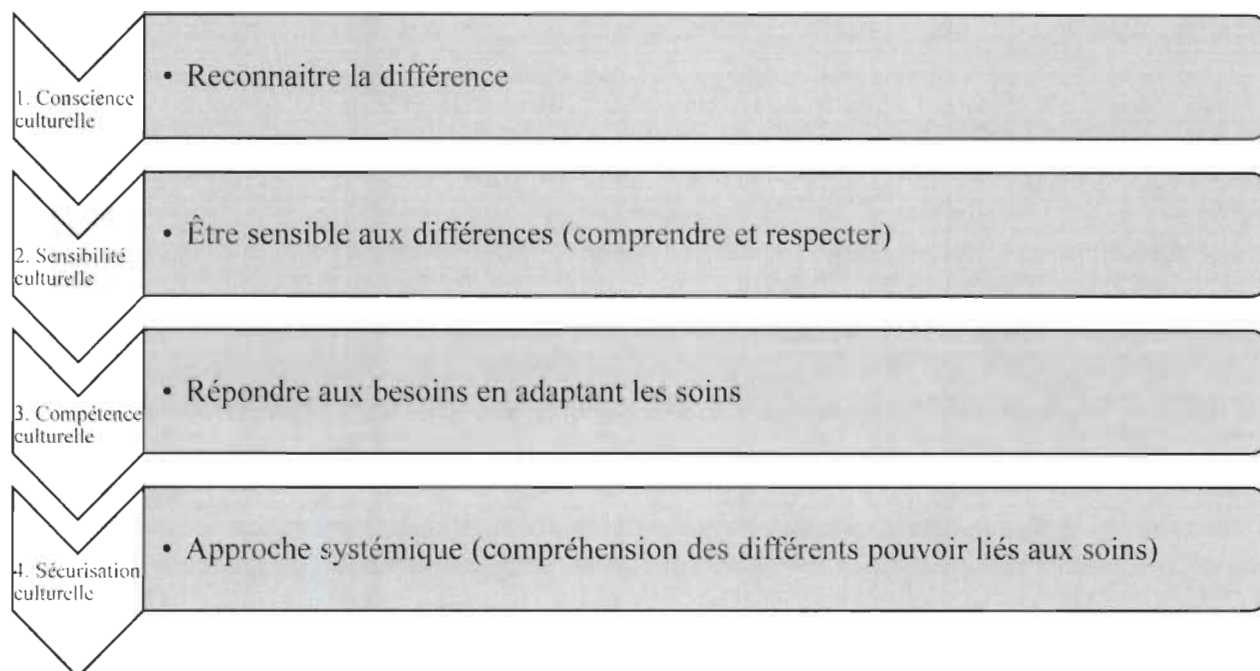 1. Conscience
culturelle
• Reconnaitre la différence
2. Sensibilité
culturelle
• Être sensible aux différences (comprendre et respecter)
3. Compétence
culturelle
• Répondre aux besoins en adaptant les soins
4. Sécurisation
culturelle
• Approche systémique (compréhension des différents pouvoir liés aux soins)